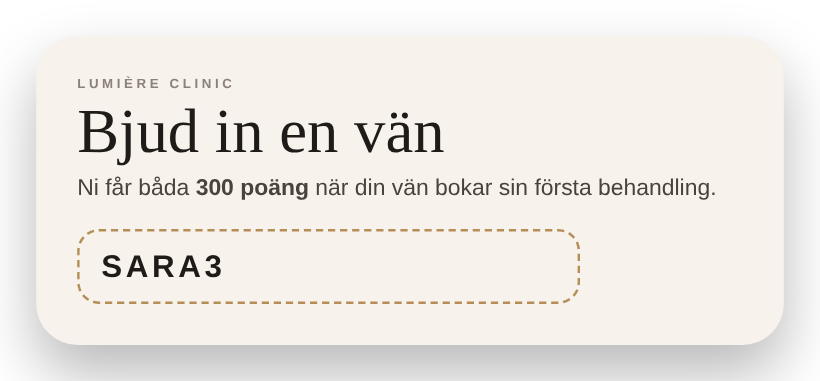 LUMIÈRE CLINIC
Bjud in en vän
Ni får båda 300 poäng när din vän bokar sin första behandling.
SARA3